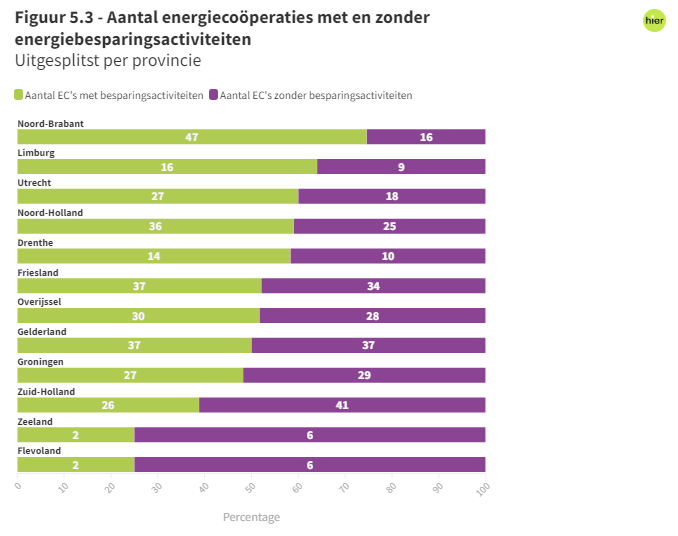 Figuur 5.3 - Aantal energiecoöperaties met en zonder
energiebesparingsactiviteiten
Uitgesplitst per provincie
hier
Aantal EC's met besparingsactiviteiten Aantal EC's zonder besparingsactiviteiten
Noord-Brabant
47 16
Limburg
16 9
Utrecht
27 18
Noord-Holland
36 25
Drenthe
14 10
Friesland
37 34
Overijssel
30 28
Gelderland
37 37
Groningen
27 29
Zuid-Holland
26 41
Zeeland
2 6
Flevoland
2 6
0 10 20 30 40 50 60 70 80 90 100
Percentage